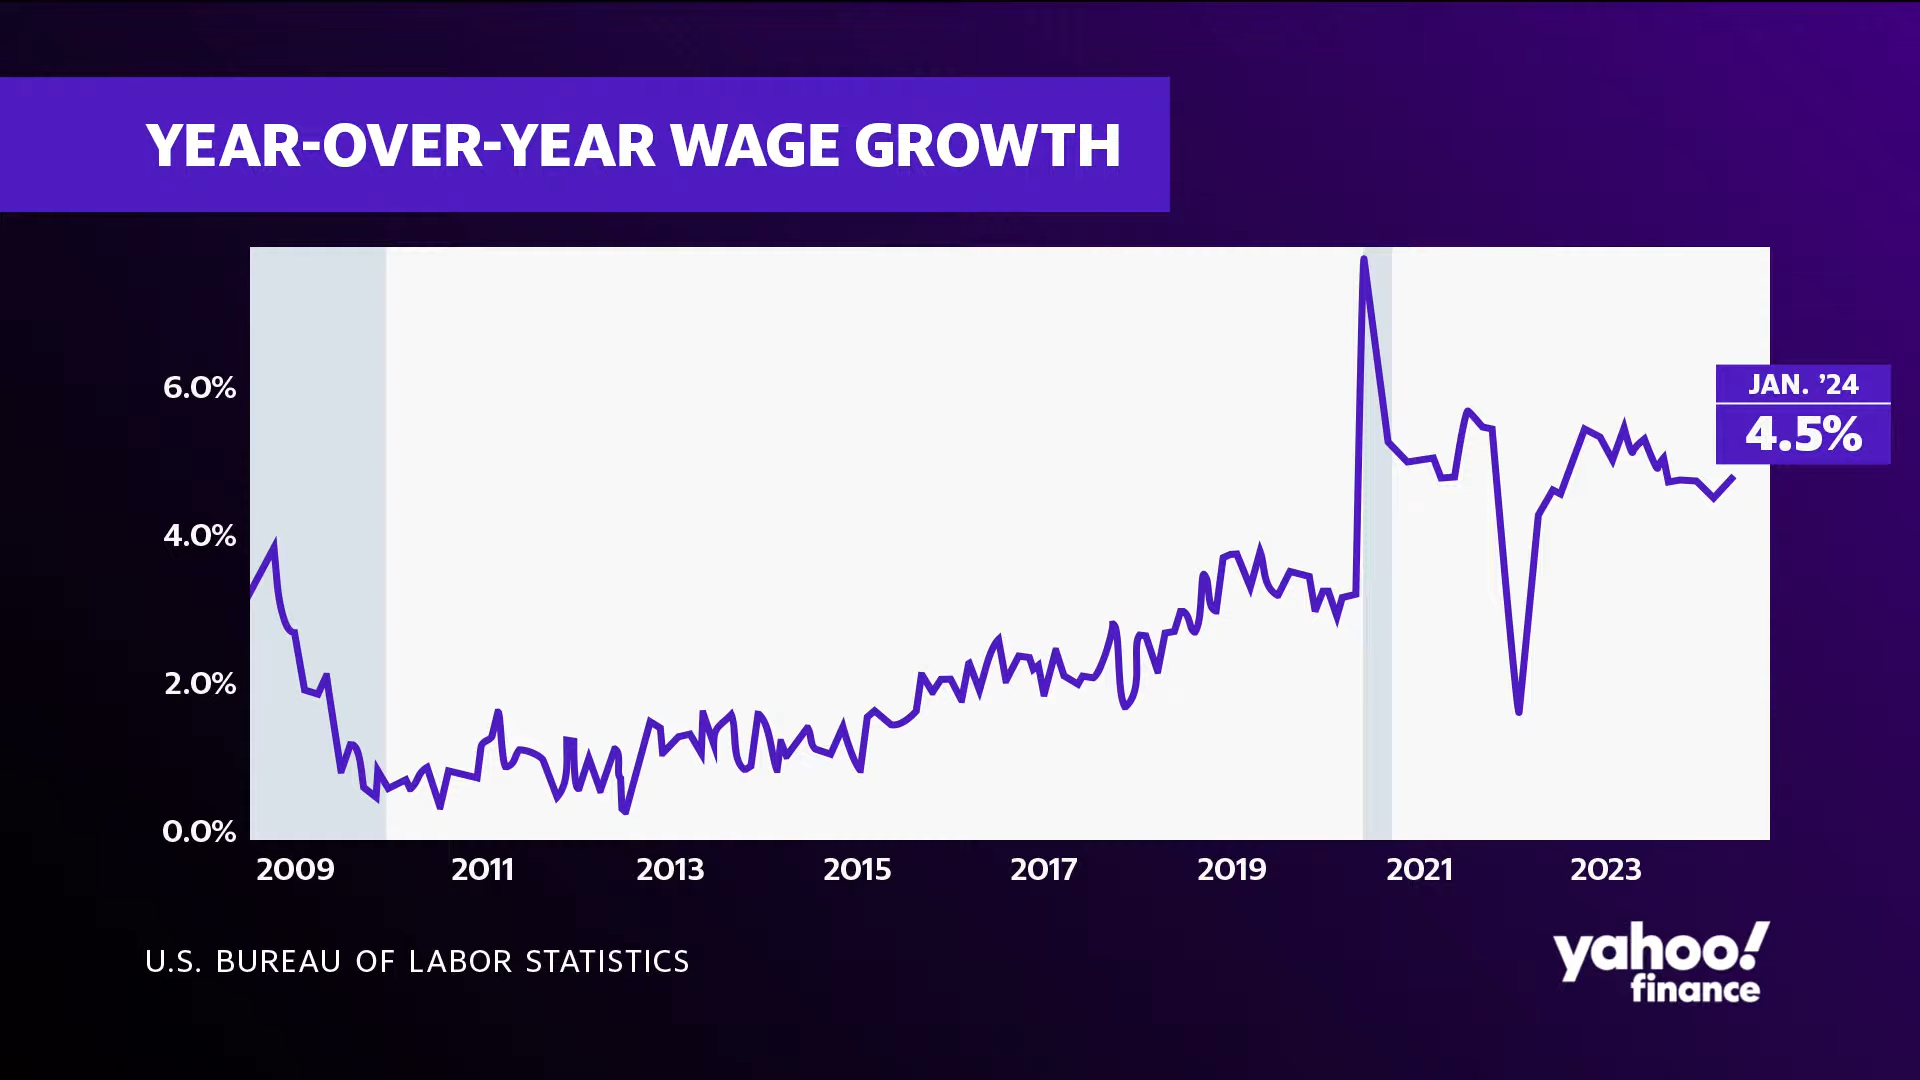 YEAR-OVER-YEAR WAGE GROWTH
6.0%
4.0%
2.0%
0.0%
JAN. ’24
4.5%
2009 2011 2013 2015 2017 2019 2021 2023
U.S. BUREAU OF LABOR STATISTICS
yahoo!
finance